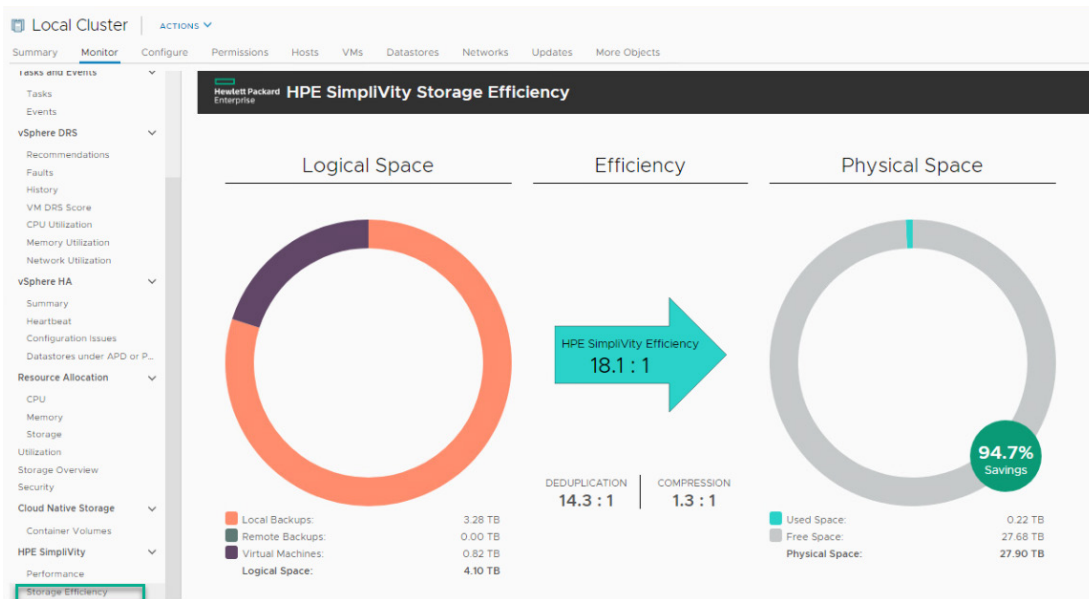 Local Cluster
ACTIONS
Summary Monitor Configure Permissions Hosts VMs Datastores Networks Updates More Objects
Tasks and Events
Tasks
Events
vSphere DRS
Recommendations
Faults
History
VM DRS Score
CPU Utilization
Memory Utilization
Network Utilization
vSphere HA
Summary
Heartbeat
Configuration Issues
Datastores under APD or P...
Resource Allocation
CPU
Memory
Storage
Utilization
Storage Overview
Security
Cloud Native Storage
Container Volumes
HPE SimpliVity
Performance
Storage Efficiency
Hewlett Packard
Enterprise
HPE SimpliVity Storage Efficiency
Logical Space
Local Backups: 3.28 TB
Remote Backups: 0.00 TB
Virtual Machines: 0.82 TB
Logical Space: 4.10 TB
Efficiency
HPE SimpliVity Efficiency
18.1 : 1
DEDUPLICATION
14.3 : 1
COMPRESSION
1.3 : 1
Physical Space
94.7%
Savings
Used Space: 0.22 TB
Free Space: 27.68 TB
Physical Space: 27.90 TB